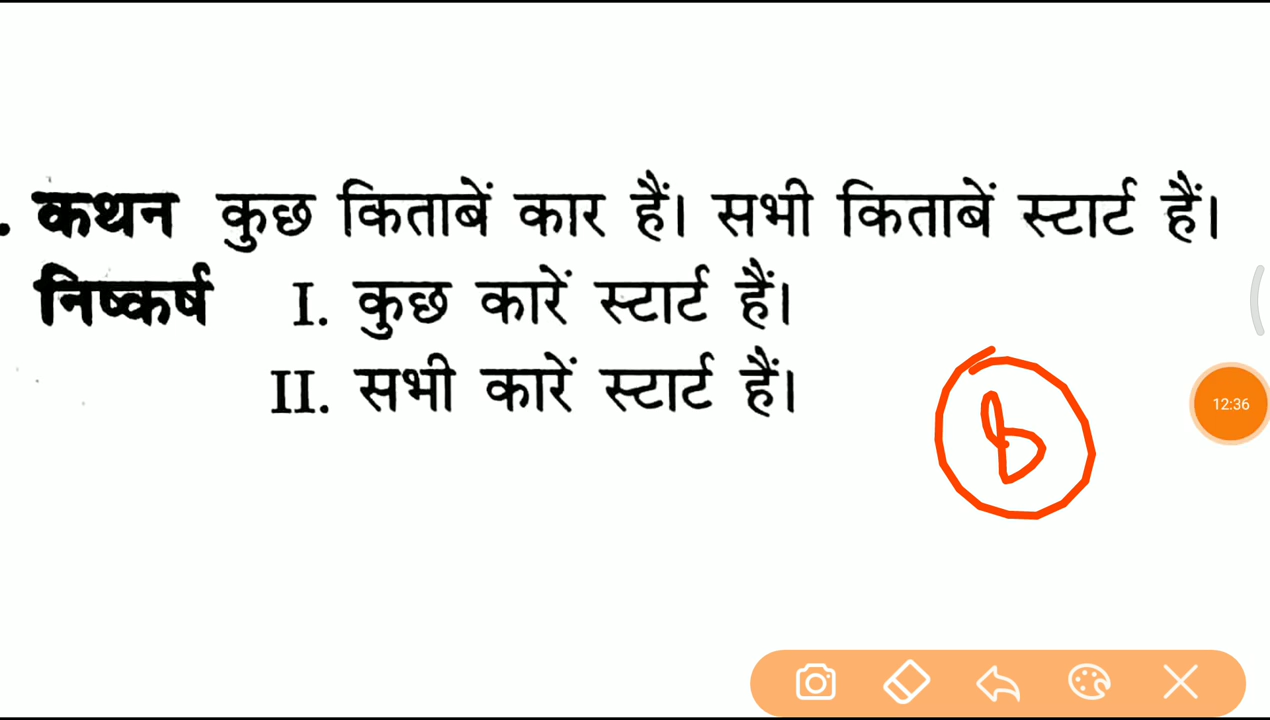 . कथन कुछ किताबें कार हैं। सभी किताबें स्टार्ट हैं।
निष्कर्ष I. कुछ कारें स्टार्ट हैं।
II. सभी कारें स्टार्ट हैं।
B
12:36